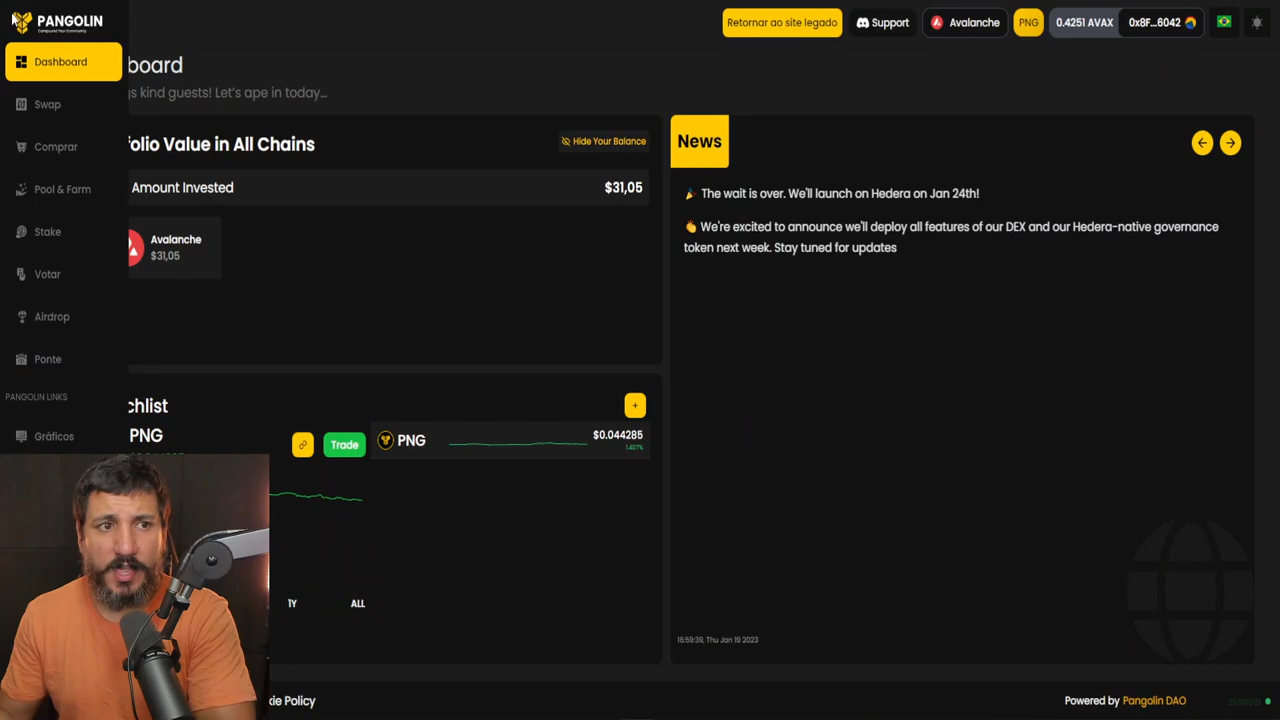 PANGOLIN
Retornar ao site legado
Support
Avalanche
PNG
0.4251 AVAX
0x8F...6042
Dashboard
Swap
Comprar
Pool & Farm
Stake
Votar
Airdrop
Ponte
PANGOLIN LINKS
Gráficos
board
gs kind guests! Let's ape in today...
folio Value in All Chains
Hide Your Balance
Amount Invested
$31,05
Avalanche
$31,05
chlist
+
PNG
Trade
PNG
$0.044285
1.407%
1Y
ALL
News
🎉 The wait is over. We'll launch on Hedera on Jan 24th!
👏 We're excited to announce we'll deploy all features of our DEX and our Hedera-native governance
token next week. Stay tuned for updates
16:59:39, Thu Jan 19 2023
kie Policy
Powered by Pangolin DAO